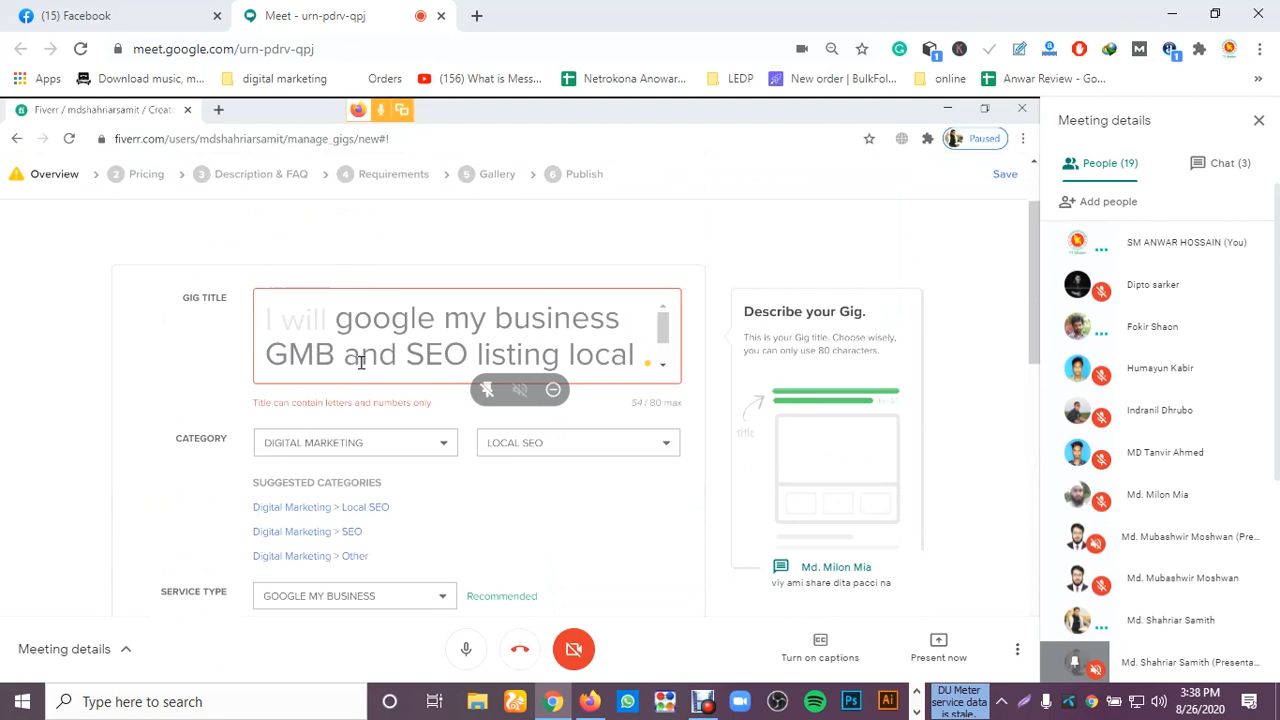 (15) Facebook
Meet - urn-pdrv-qpj
meet.google.com/urn-pdrv-qpj
Apps
Download music, m...
digital marketing
Orders
(156) What is Mess...
Netrokona Anowar...
LEDP
New order | BulkFol...
online
Anwar Review - Go...
»
Fiverr / mdshahriarsamit / Create
fiverr.com/users/mdshahriarsamit/manage_gigs/new#!
Paused
Overview
2 Pricing
3 Description & FAQ
4 Requirements
5 Gallery
6 Publish
Save
GIG TITLE
I will google my business
GMB and SEO listing local
Title can contain letters and numbers only
54 / 80 max
CATEGORY
DIGITAL MARKETING
LOCAL SEO
SUGGESTED CATEGORIES
Digital Marketing > Local SEO
Digital Marketing > SEO
Digital Marketing > Other
SERVICE TYPE
GOOGLE MY BUSINESS
Recommended
Describe your Gig.
This is your Gig title. Choose wisely,
you can only use 80 characters.
title
Md. Milon Mia
viy ami share dita pacci na
Meeting details
People (19)
Chat (3)
Add people
SM ANWAR HOSSAIN (You)
Dipto sarker
Fokir Shaon
Humayun Kabir
Indranil Dhrubo
MD Tanvir Ahmed
Md. Milon Mia
Md. Mubashwir Moshwan (Pre...
Md. Mubashwir Moshwan
Md. Shahriar Samith
Md. Shahriar Samith (Presenta...
Meeting details
Turn on captions
Present now
Type here to search
DU Meter
service data
is stale.
3:38 PM
8/26/2020